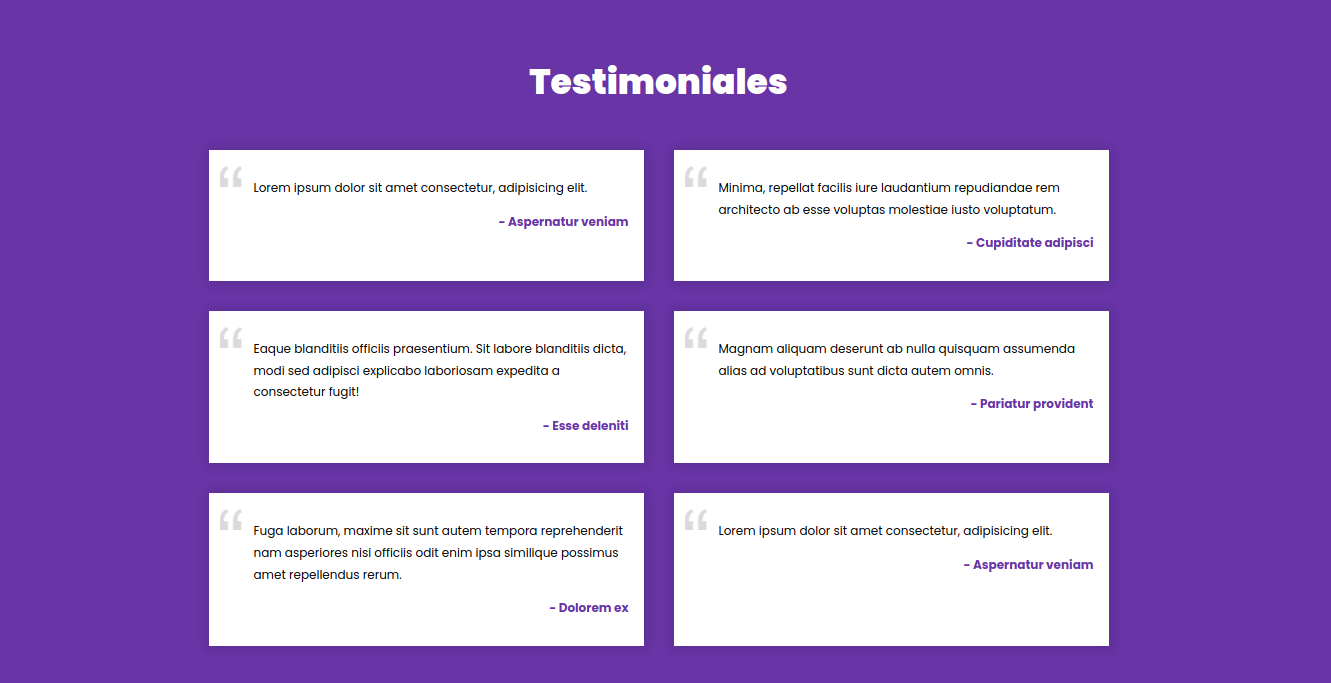 Testimoniales
“
Lorem ipsum dolor sit amet consectetur, adipisicing elit.
- Aspernatur veniam
“
Minima, repellat facilis iure laudantium repudiandae rem
architecto ab esse voluptas molestiae iusto voluptatum.
- Cupiditate adipisci
“
Eaque blanditiis officiis praesentium. Sit labore blanditiis dicta,
modi sed adipisci explicabo laboriosam expedita a
consectetur fugit!
- Esse deleniti
“
Magnam aliquam deserunt ab nulla quisquam assumenda
alias ad voluptatibus sunt dicta autem omnis.
- Pariatur provident
“
Fuga laborum, maxime sit sunt autem tempora reprehenderit
nam asperiores nisi officiis odit enim ipsa similique possimus
amet repellendus rerum.
- Dolorem ex
“
Lorem ipsum dolor sit amet consectetur, adipisicing elit.
- Aspernatur veniam